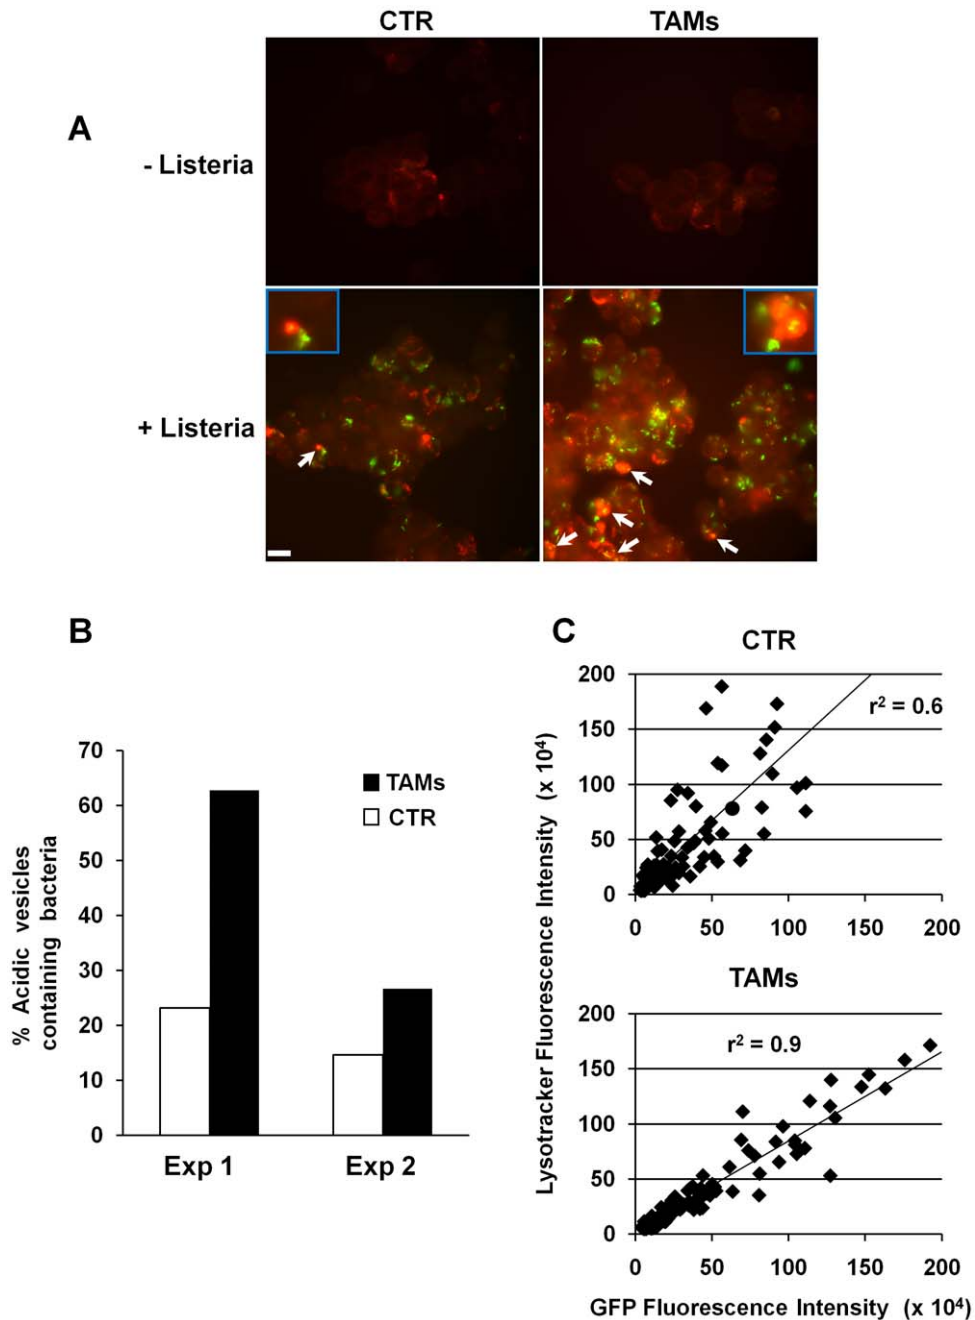 CTR TAMs
A
- Listeria
+ Listeria
B
% Acidic vesicles
containing bacteria
70
60
50
40
30
20
10
0
TAMs
CTR
Exp 1 Exp 2
C
Lysotracker Fluorescence Intensity (x 10⁴)
CTR
200
150
100
50
0
r² = 0.6
0 50 100 150 200
TAMs
200
150
100
50
0
r² = 0.9
0 50 100 150 200
GFP Fluorescence Intensity (x 10⁴)